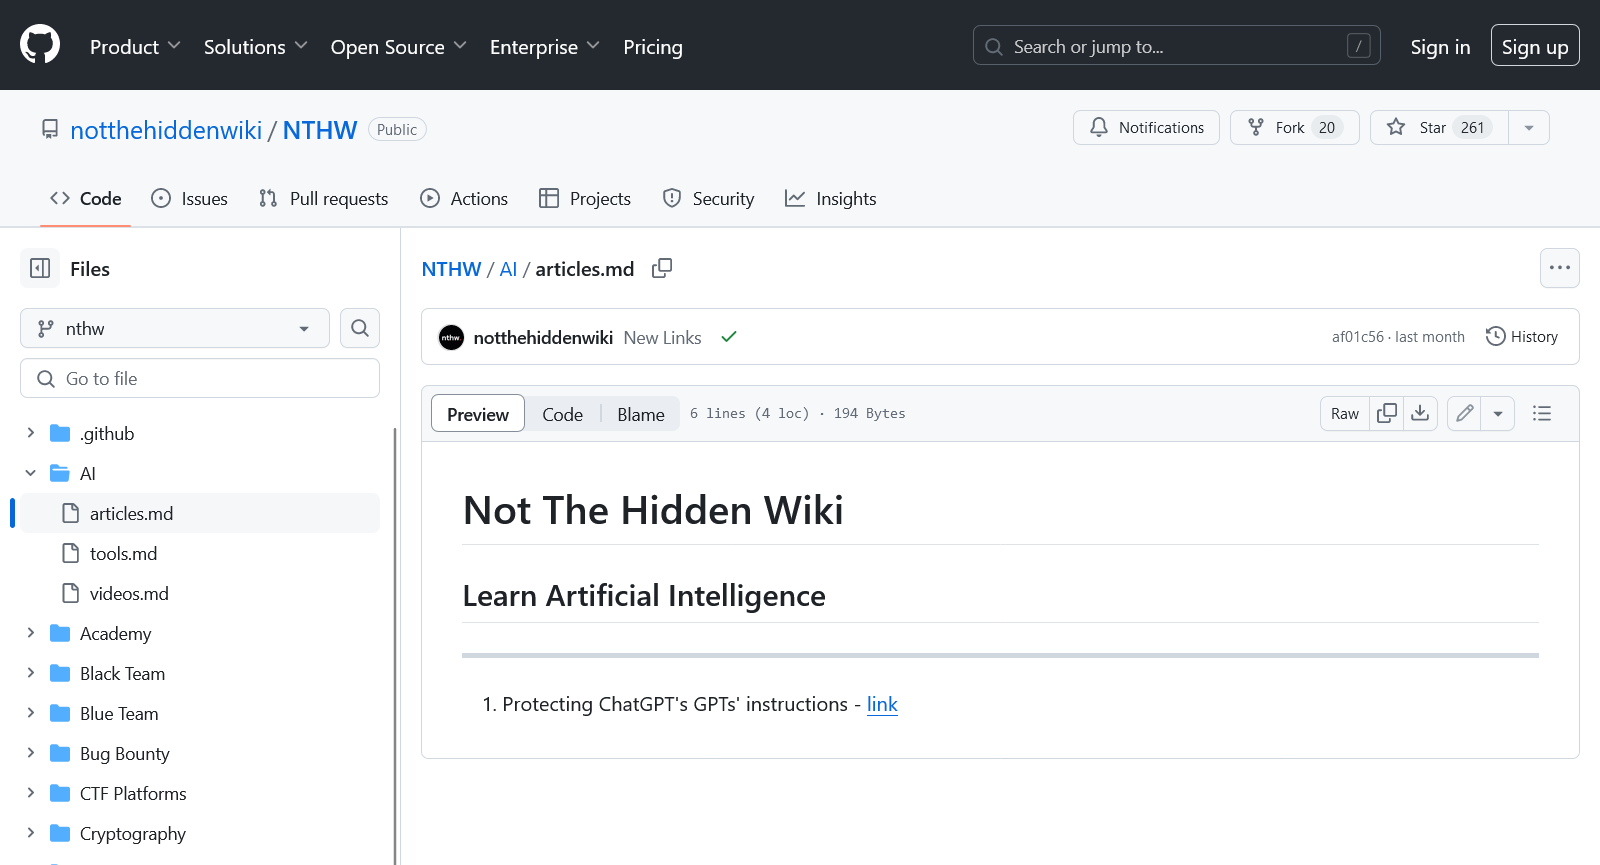 Product Solutions Open Source Enterprise Pricing Search or jump to... / Sign in Sign up
notthehiddenwiki / NTHW Public Notifications Fork 20 Star 261
Code Issues Pull requests Actions Projects Security Insights
Files
nthw
Go to file
.github
AI
articles.md
tools.md
videos.md
Academy
Black Team
Blue Team
Bug Bounty
CTF Platforms
Cryptography
NTHW / AI / articles.md
nthw notthehiddenwiki New Links af01c56 · last month History
Preview Code Blame 6 lines (4 loc) · 194 Bytes Raw
Not The Hidden Wiki
Learn Artificial Intelligence
1. Protecting ChatGPT's GPTs' instructions - link